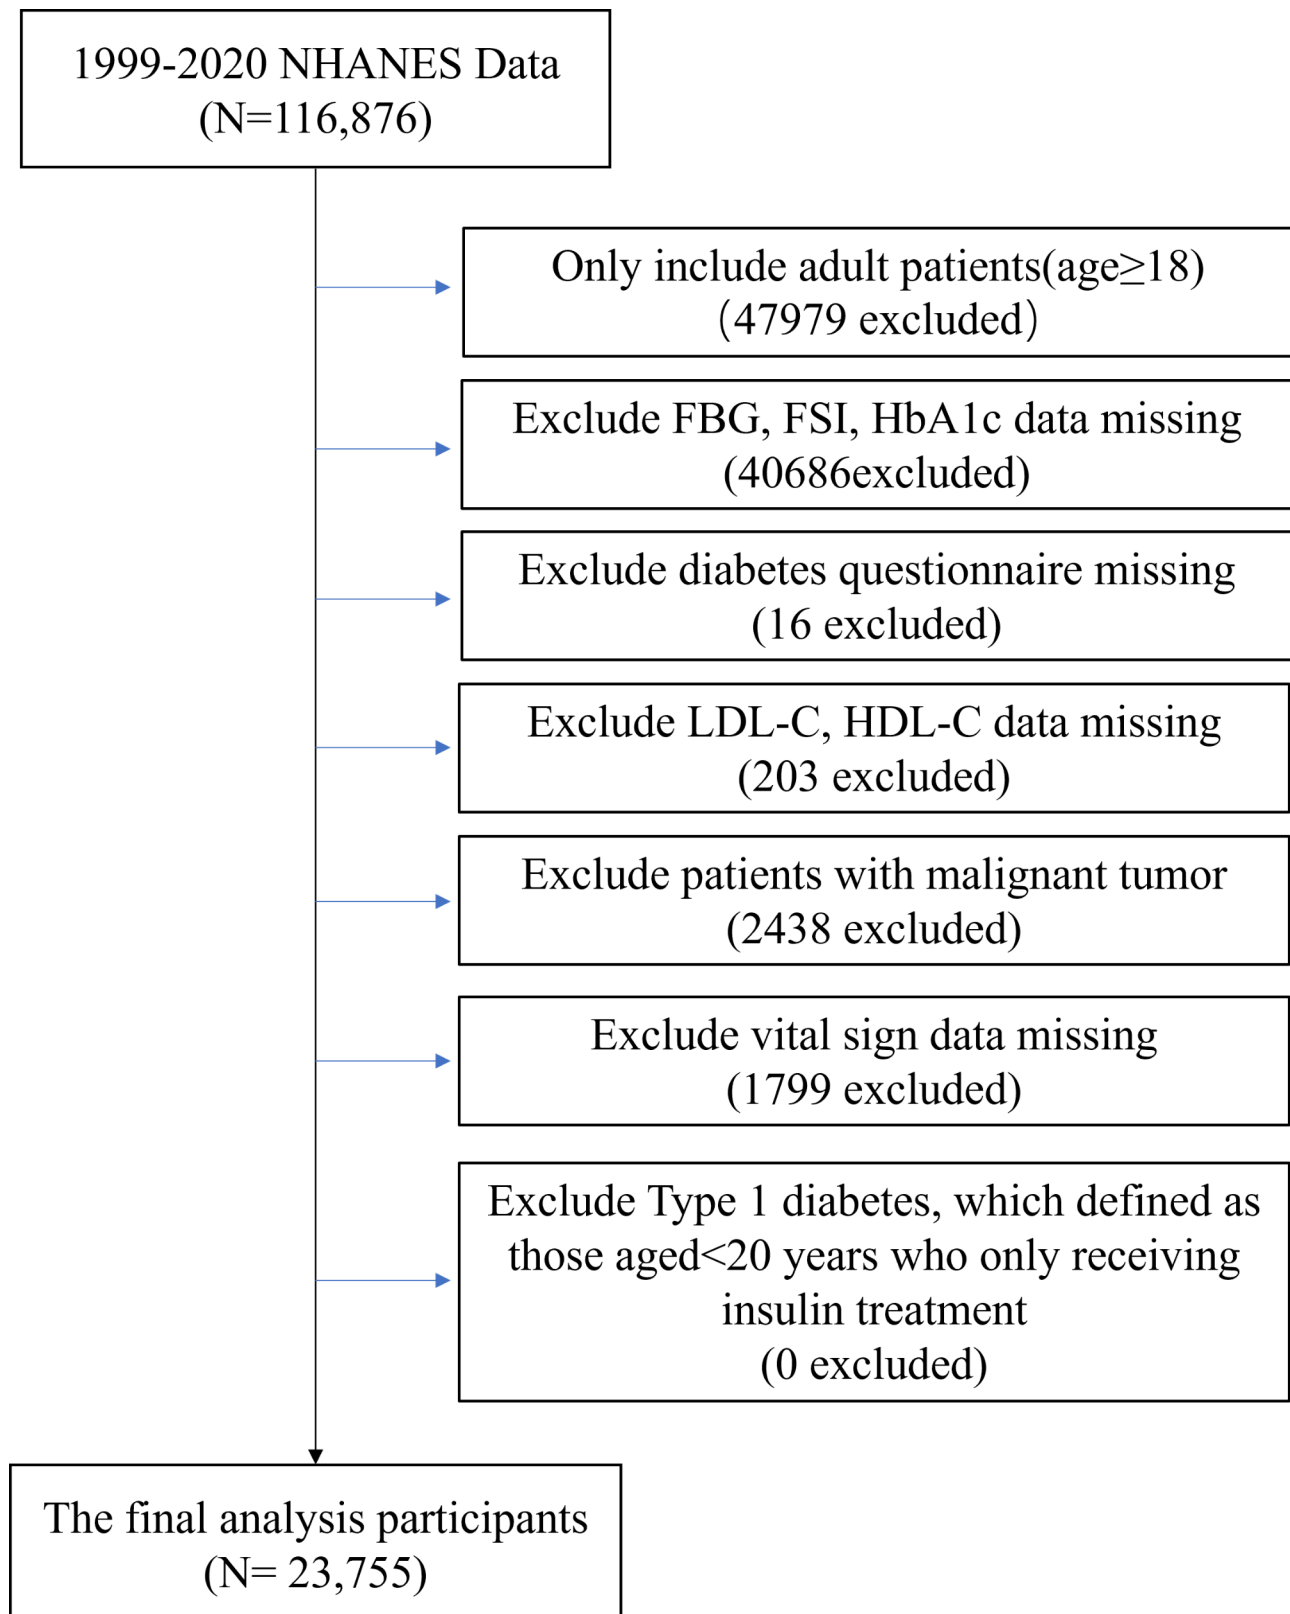 1999-2020 NHANES Data
(N=116,876)
Only include adult patients(age≥18)
（47979 excluded）
Exclude FBG, FSI, HbA1c data missing
(40686excluded)
Exclude diabetes questionnaire missing
(16 excluded)
Exclude LDL-C, HDL-C data missing
(203 excluded)
Exclude patients with malignant tumor
(2438 excluded)
Exclude vital sign data missing
(1799 excluded)
Exclude Type 1 diabetes, which defined as
those aged<20 years who only receiving
insulin treatment
(0 excluded)
The final analysis participants
(N= 23,755)